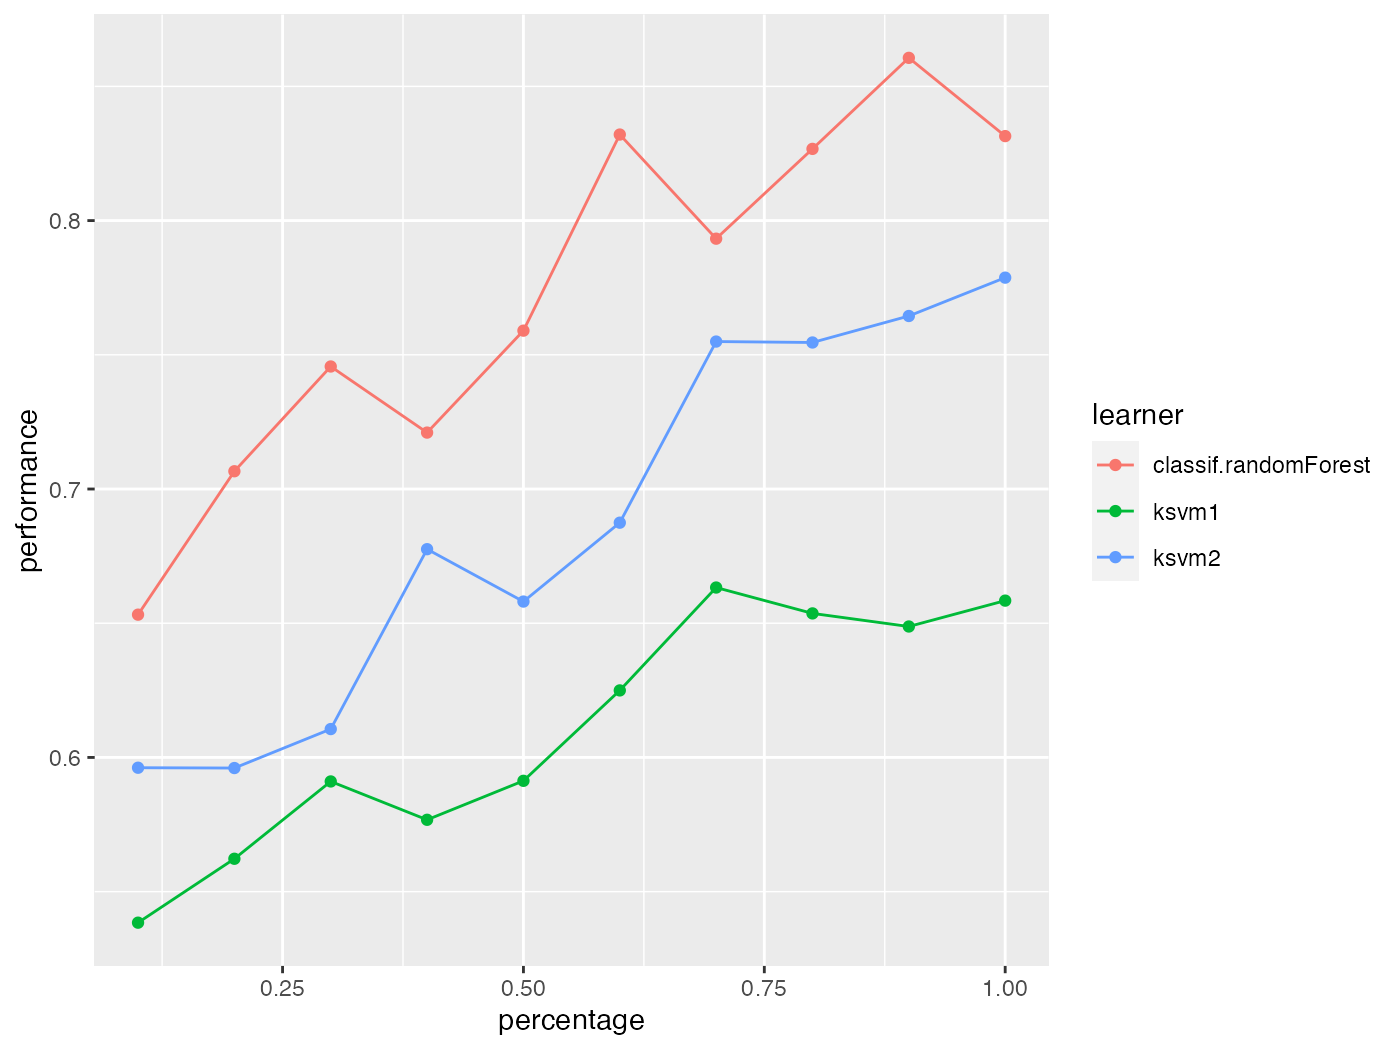 performance
0.8
0.7
0.6
0.25 0.50 0.75 1.00
percentage
learner
classif.randomForest
ksvm1
ksvm2